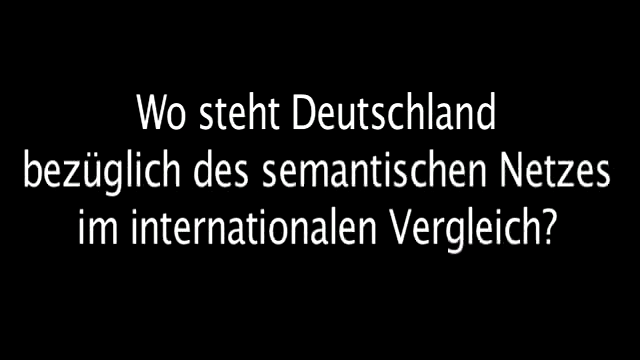 Wo steht Deutschland
bezüglich des semantischen Netzes
im internationalen Vergleich?